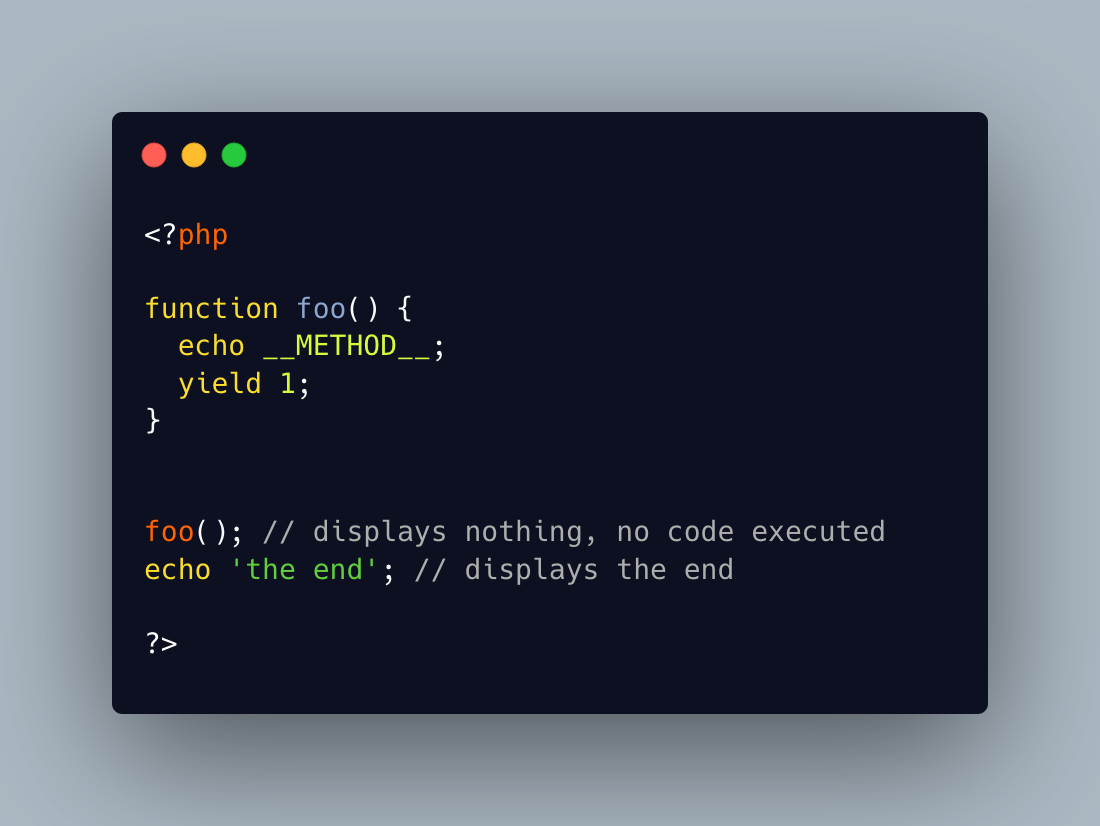 <?php
function foo() {
  echo __METHOD__;
  yield 1;
}
foo(); // displays nothing, no code executed
echo 'the end'; // displays the end
?>